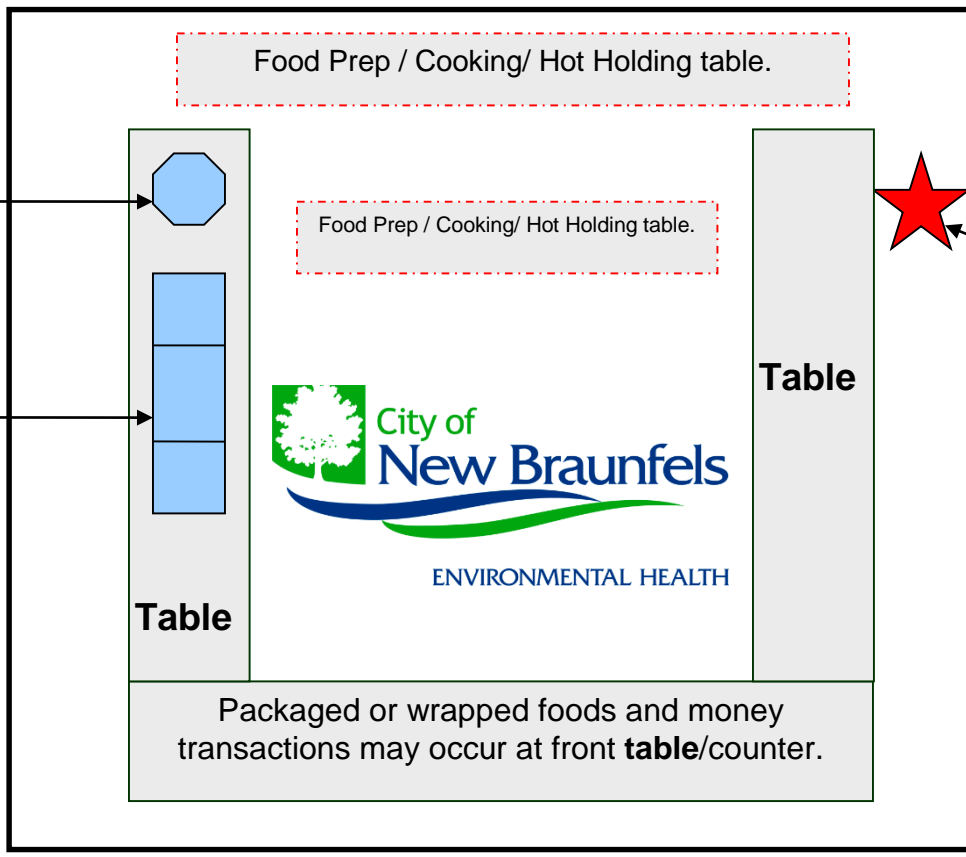 Food Prep / Cooking/ Hot Holding table.
Food Prep / Cooking/ Hot Holding table.
Table
City of
New Braunfels
ENVIRONMENTAL HEALTH
Table
Packaged or wrapped foods and money
transactions may occur at front table/counter.